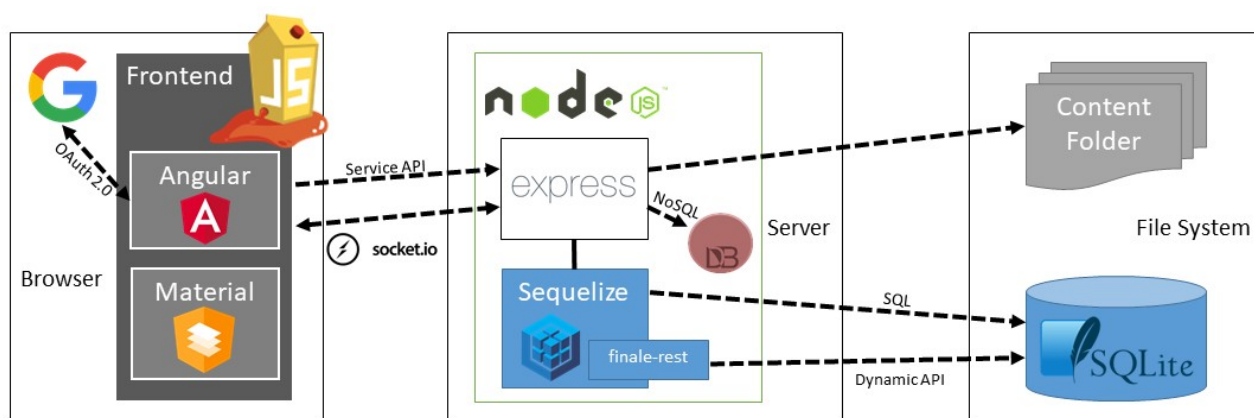 Frontend
JS
OAuth 2.0
Angular
A
Material
Browser
Service API
socket.io
node
JS
TM
express
NoSQL
DB
Server
Sequelize
finale-rest
SQL
Dynamic API
Content
Folder
File System
SQLite